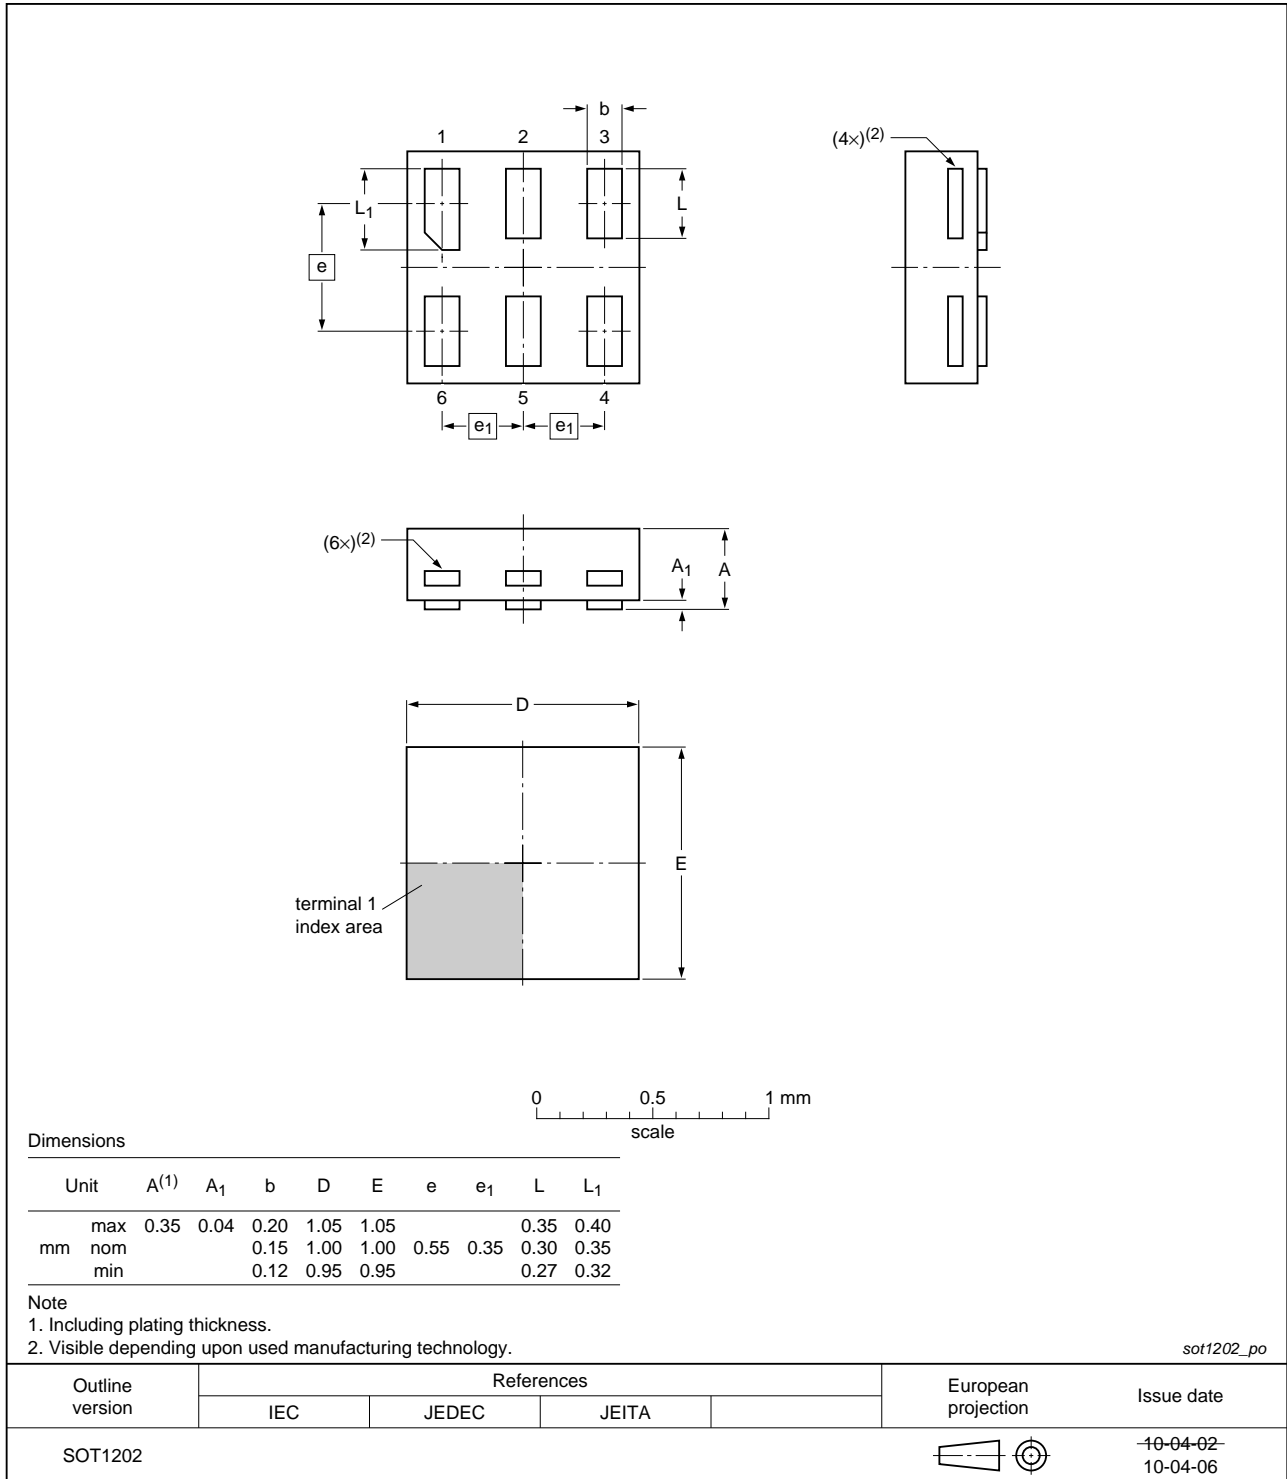 b
1 2 3
(4×)(2)
L1
L
e
6 5 4
e1 e1
(6×)(2)
A1 A
D
E
terminal 1
index area
0 0.5 1 mm
scale
Dimensions
Unit A(1) A1 b D E e e1 L L1
max 0.35 0.04 0.20 1.05 1.05 0.35 0.40
mm nom 0.15 1.00 1.00 0.55 0.35 0.30 0.35
min 0.12 0.95 0.95 0.27 0.32
Note
1. Including plating thickness.
2. Visible depending upon used manufacturing technology.
sot1202_po
Outline
version
References
IEC JEDEC JEITA
European
projection
Issue date
SOT1202
10-04-02
10-04-06